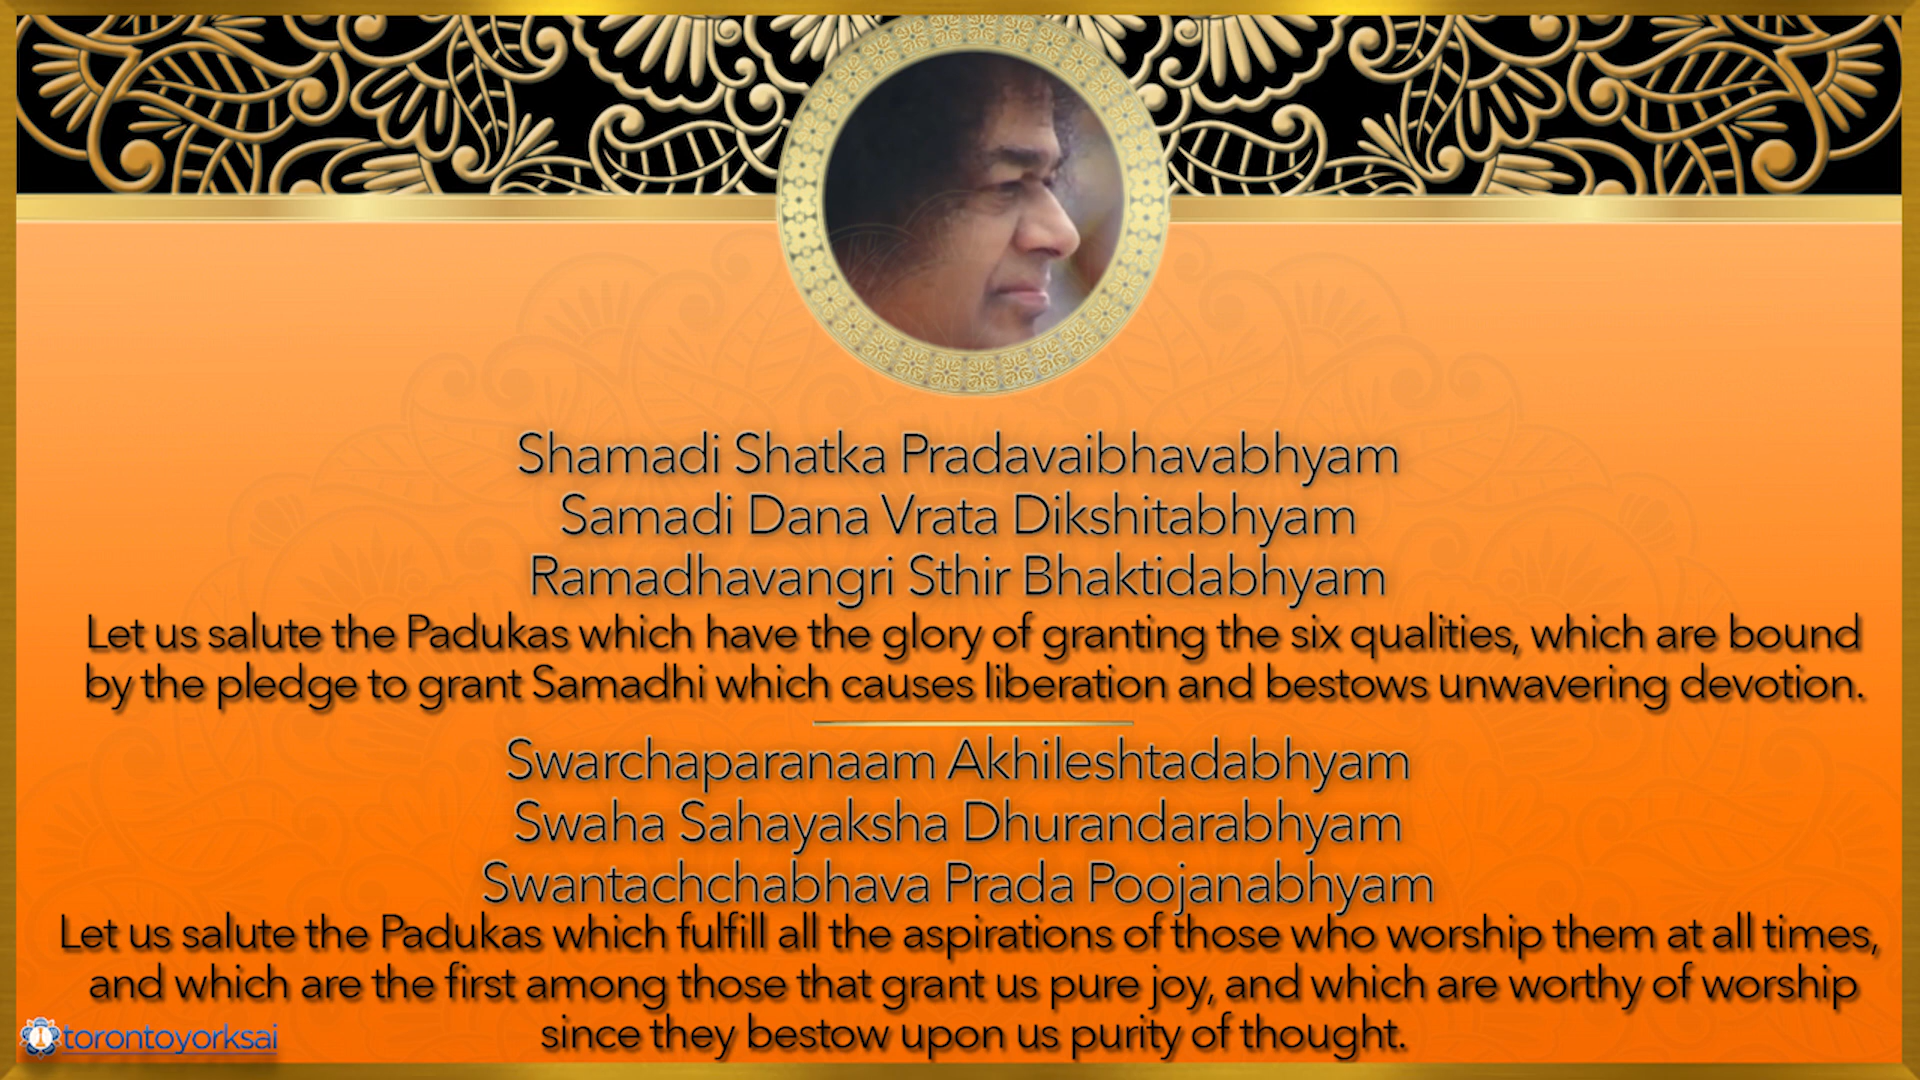 Shamadi Shatka Pradavaibhavabhyam
Samadi Dana Vrata Dikshitabhyam
Ramadhavangri Sthir Bhaktidabhyam
Let us salute the Padukas which have the glory of granting the six qualities, which are bound
by the pledge to grant Samadhi which causes liberation and bestows unwavering devotion.
Swarchaparanaam Akhileshtadabhyam
Swaha Sahayaksha Dhurandarabhyam
Swantachchabhava Prada Poojanabhyam
Let us salute the Padukas which fulfill all the aspirations of those who worship them at all times,
and which are the first among those that grant us pure joy, and which are worthy of worship
since they bestow upon us purity of thought.
torontoyorksai